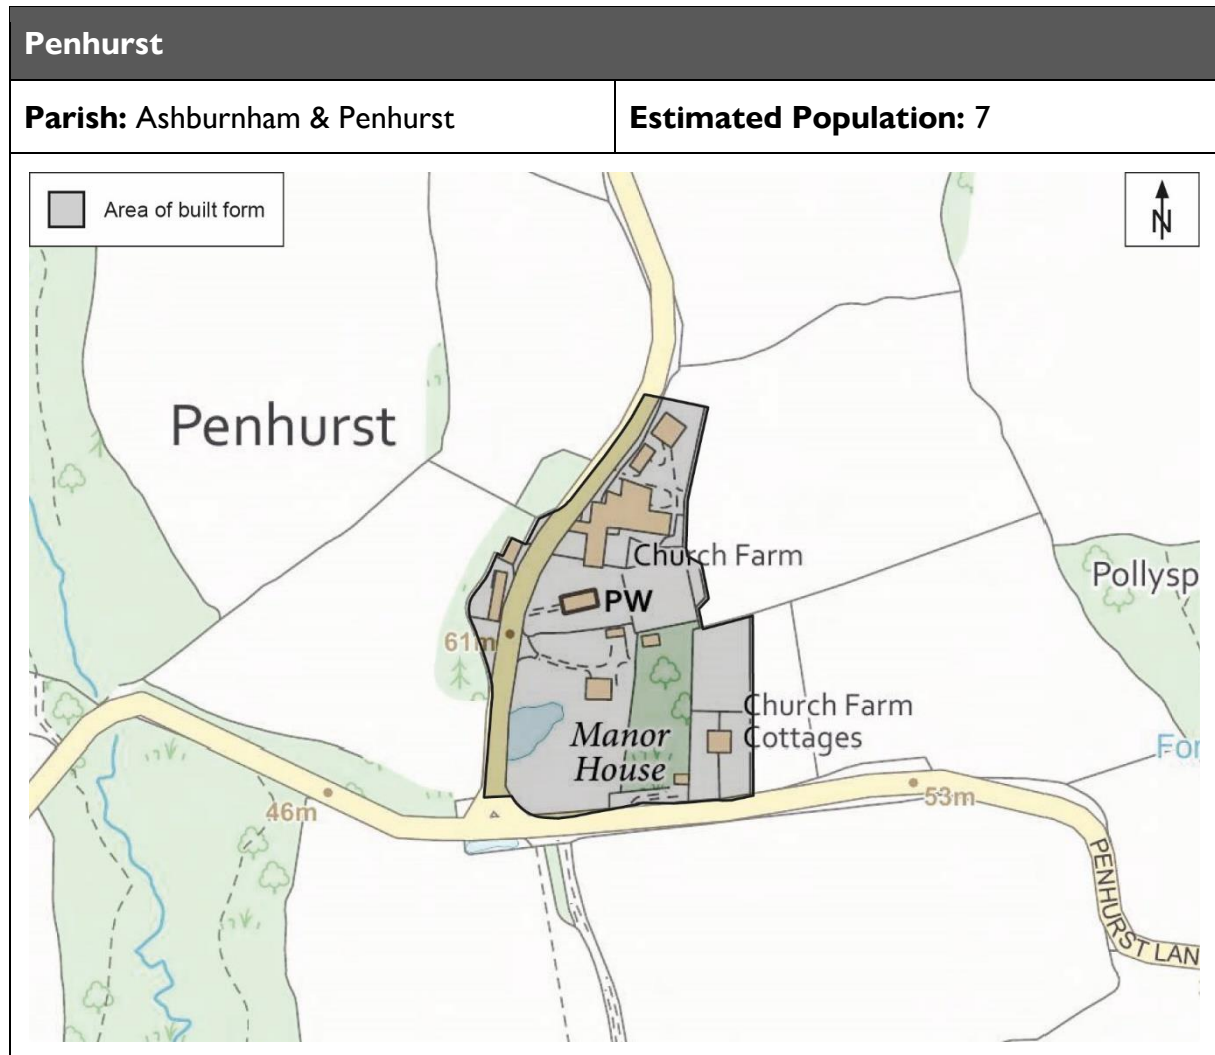 Penhurst
Parish: Ashburnham & Penhurst
Estimated Population: 7
Area of built form
N
Penhurst
Church Farm
PW
Pollysp
61m
Church Farm
Cottages
Manor
House
For
46m
53m
PENHURST LAN